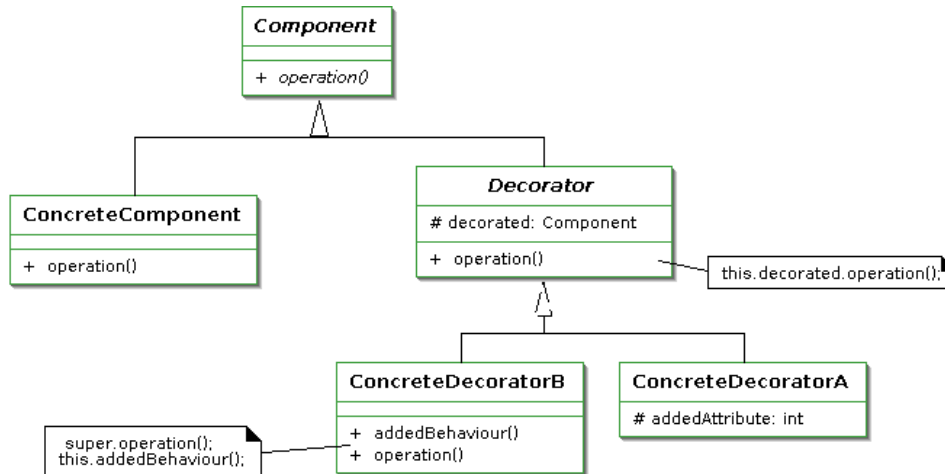 Component
+ operation()
ConcreteComponent
+ operation()
Decorator
# decorated: Component
+ operation()
this.decorated.operation();
ConcreteDecoratorB
+ addedBehaviour()
+ operation()
super.operation();
this.addedBehaviour();
ConcreteDecoratorA
# addedAttribute: int